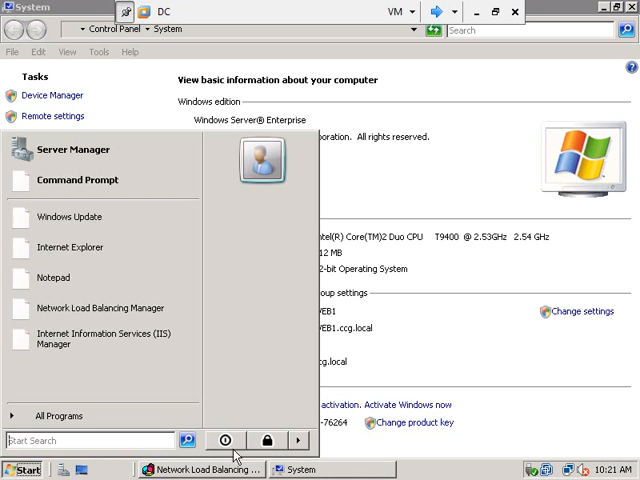 System
DC
VM
Control Panel
System
Search
File
Edit
View
Tools
Help
Tasks
Device Manager
Remote settings
View basic information about your computer
Windows edition
Windows Server® Enterprise
poration. All rights reserved.
Server Manager
Command Prompt
Windows Update
Internet Explorer
Notepad
Network Load Balancing Manager
Internet Information Services (IIS)
Manager
All Programs
Start Search
ntel(R) Core(TM)2 Duo CPU T9400 @ 2.53GHz 2.54 GHz
12 MB
2-bit Operating System
oup settings
EB1
Change settings
EB1.ccg.local
cg.local
activation. Activate Windows now
-76264
Change product key
Start
Network Load Balancing ...
System
10:21 AM